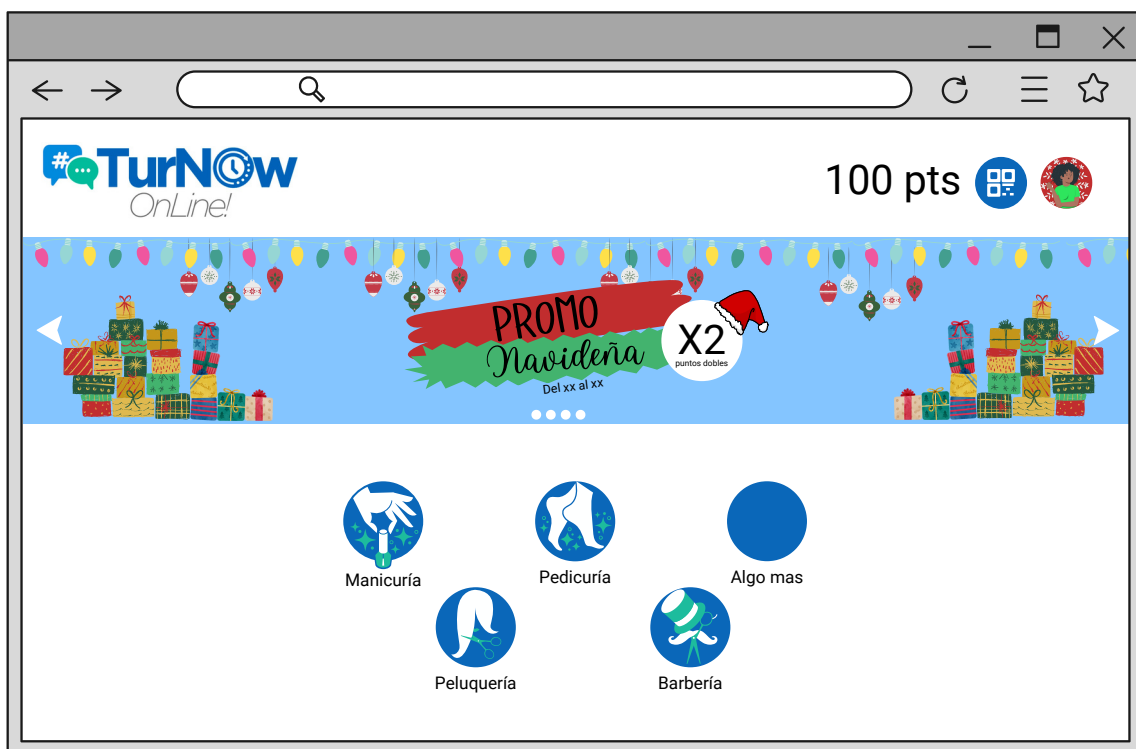 #
TurNOw
OnLine!
100 pts
PROMO
Navideña
Del xx al xx
X2
puntos dobles
Manicuría
Pedicuría
Algo mas
Peluquería
Barbería